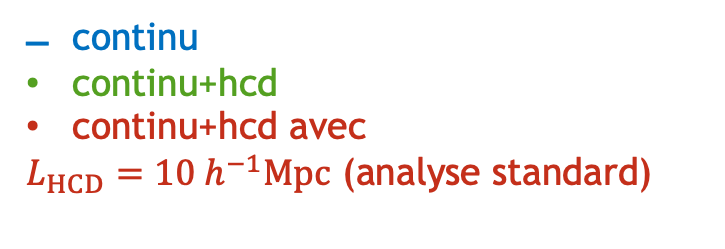 – continu
• continu+hcd
• continu+hcd avec
L_HCD = 10 h⁻¹Mpc (analyse standard)